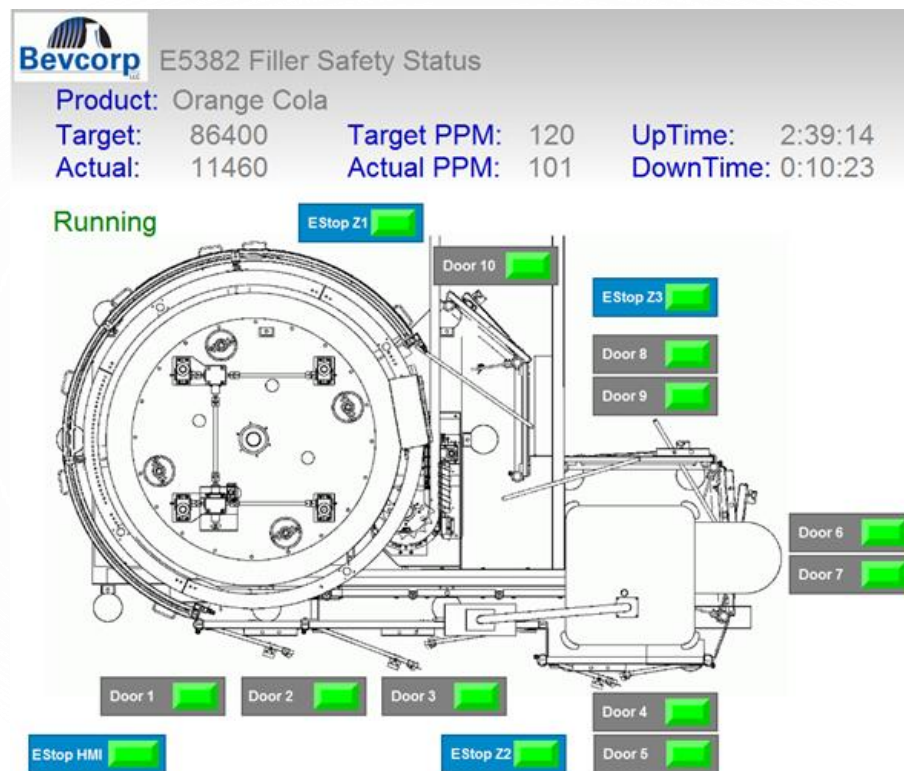 Bevcorp LLC
E5382 Filler Safety Status
Product: Orange Cola
Target: 86400 Target PPM: 120 UpTime: 2:39:14
Actual: 11460 Actual PPM: 101 DownTime: 0:10:23
Running
EStop Z1
Door 10
EStop Z3
Door 8
Door 9
Door 6
Door 7
Door 1
Door 2
Door 3
Door 4
EStop HMI
EStop Z2
Door 5